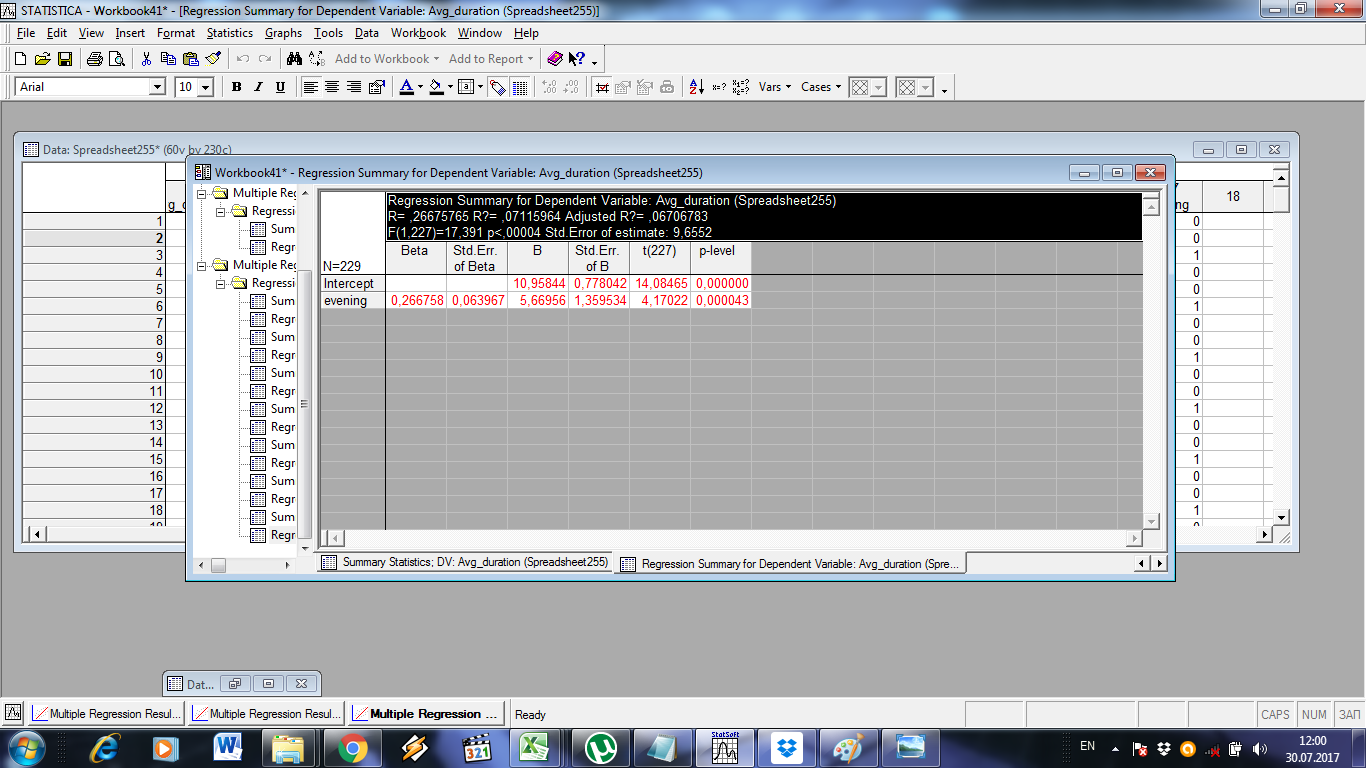 STATISTICA - Workbook41* - [Regression Summary for Dependent Variable: Avg_duration (Spreadsheet255)]
File Edit View Insert Format Statistics Graphs Tools Data Workbook Window Help
Add to Workbook Add to Report
Arial 10 B I U Vars Cases
Data: Spreadsheet255* (60v by 230c)
Workbook41* - Regression Summary for Dependent Variable: Avg_duration (Spreadsheet255)
1
2
3
4
5
6
7
8
9
10
11
12
13
14
15
16
17
18
Multiple Reg
Regressi
Sum
Regr
Multiple Reg
Regressi
Sum
Regr
Sum
Regr
Sum
Regr
Sum
Regr
Sum
Regr
Sum
Regr
Sum
Regr
Regression Summary for Dependent Variable: Avg_duration (Spreadsheet255)
R= ,26675765 R?= ,07115964 Adjusted R?= ,06706783
F(1,227)=17,391 p<,00004 Std.Error of estimate: 9,6552
N=229 Beta Std.Err. of Beta B Std.Err. of B t(227) p-level
Intercept 10,95844 0,778042 14,08465 0,000000
evening 0,266758 0,063967 5,66956 1,359534 4,17022 0,000043
18
0
0
1
0
0
1
0
0
1
0
0
1
0
0
1
0
0
1
Summary Statistics; DV: Avg_duration (Spreadsheet255)
Regression Summary for Dependent Variable: Avg_duration (Spre...
Dat...
Multiple Regression Resul... Multiple Regression Resul... Multiple Regression ... Ready CAPS NUM ЗАП
321
StatSoft
EN
12:00
30.07.2017